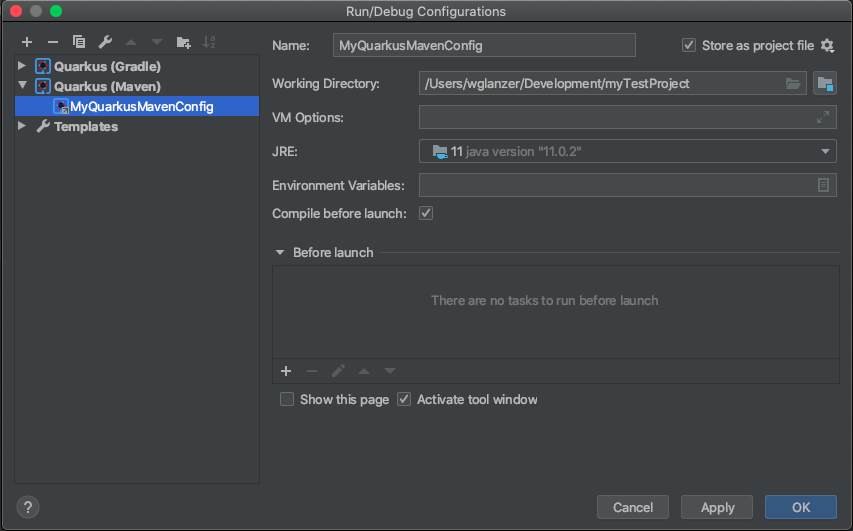 Run/Debug Configurations
Quarkus (Gradle)
Quarkus (Maven)
MyQuarkusMavenConfig
Templates
Name: MyQuarkusMavenConfig Store as project file
Working Directory: /Users/wglanzer/Development/myTestProject
VM Options:
JRE: 11 java version "11.0.2"
Environment Variables:
Compile before launch:
Before launch
There are no tasks to run before launch
Show this page Activate tool window
? Cancel Apply OK